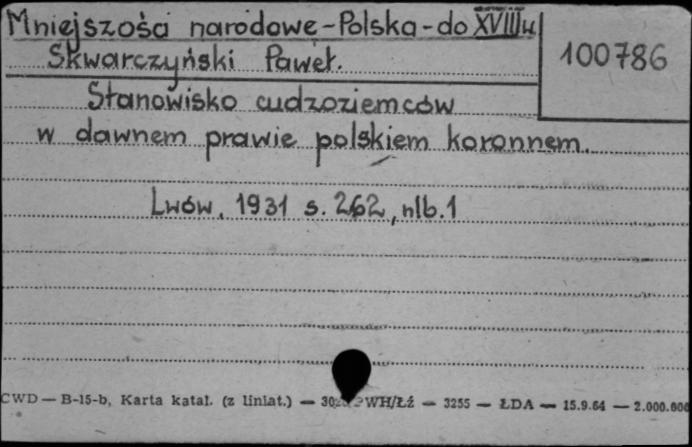 Mniejszości narodowe-Polska-do XVIII w
100786
Skwarczyński Paweł.
Stanowisko cudzoziemców
w dawnem prawie polskiem koronnem.
Lwów, 1931 s. 262, nlb. 1
CWD — B-15-b, Karta katal. (z liniat.) — PWH/Łź — 3255 — ŁDA — 15.9.64 — 2.000.000